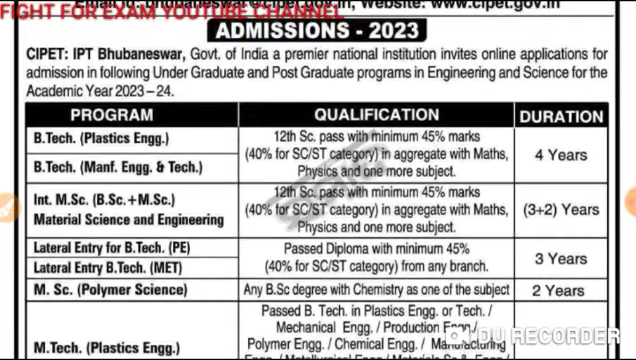 FIGHT FOR EXAM YOUTUBE CHANNEL
Website: www.cipet.gov.in
ADMISSIONS - 2023
CIPET: IPT Bhubaneswar, Govt. of India a premier national institution invites online applications for
admission in following Under Graduate and Post Graduate programs in Engineering and Science for the
Academic Year 2023-24.
PROGRAM QUALIFICATION DURATION
B.Tech. (Plastics Engg.)
B.Tech. (Manf. Engg. & Tech.)
12th Sc. pass with minimum 45% marks
(40% for SC/ST category) in aggregate with Maths,
Physics and one more subject.
4 Years
Int. M.Sc. (B.Sc.+M.Sc.)
Material Science and Engineering
12th Sc. pass with minimum 45% marks
(40% for SC/ST category) in aggregate with Maths,
Physics and one more subject.
(3+2) Years
Lateral Entry for B.Tech. (PE)
Lateral Entry B.Tech. (MET)
Passed Diploma with minimum 45%
(40% for SC/ST category) from any branch.
3 Years
M. Sc. (Polymer Science) Any B.Sc degree with Chemistry as one of the subject 2 Years
M.Tech. (Plastics Engg.)
Passed B. Tech. in Plastics Engg. or Tech. /
Mechanical Engg. / Production Engg. /
Polymer Engg. / Chemical Engg. / Manufacturing
DU RECORDER